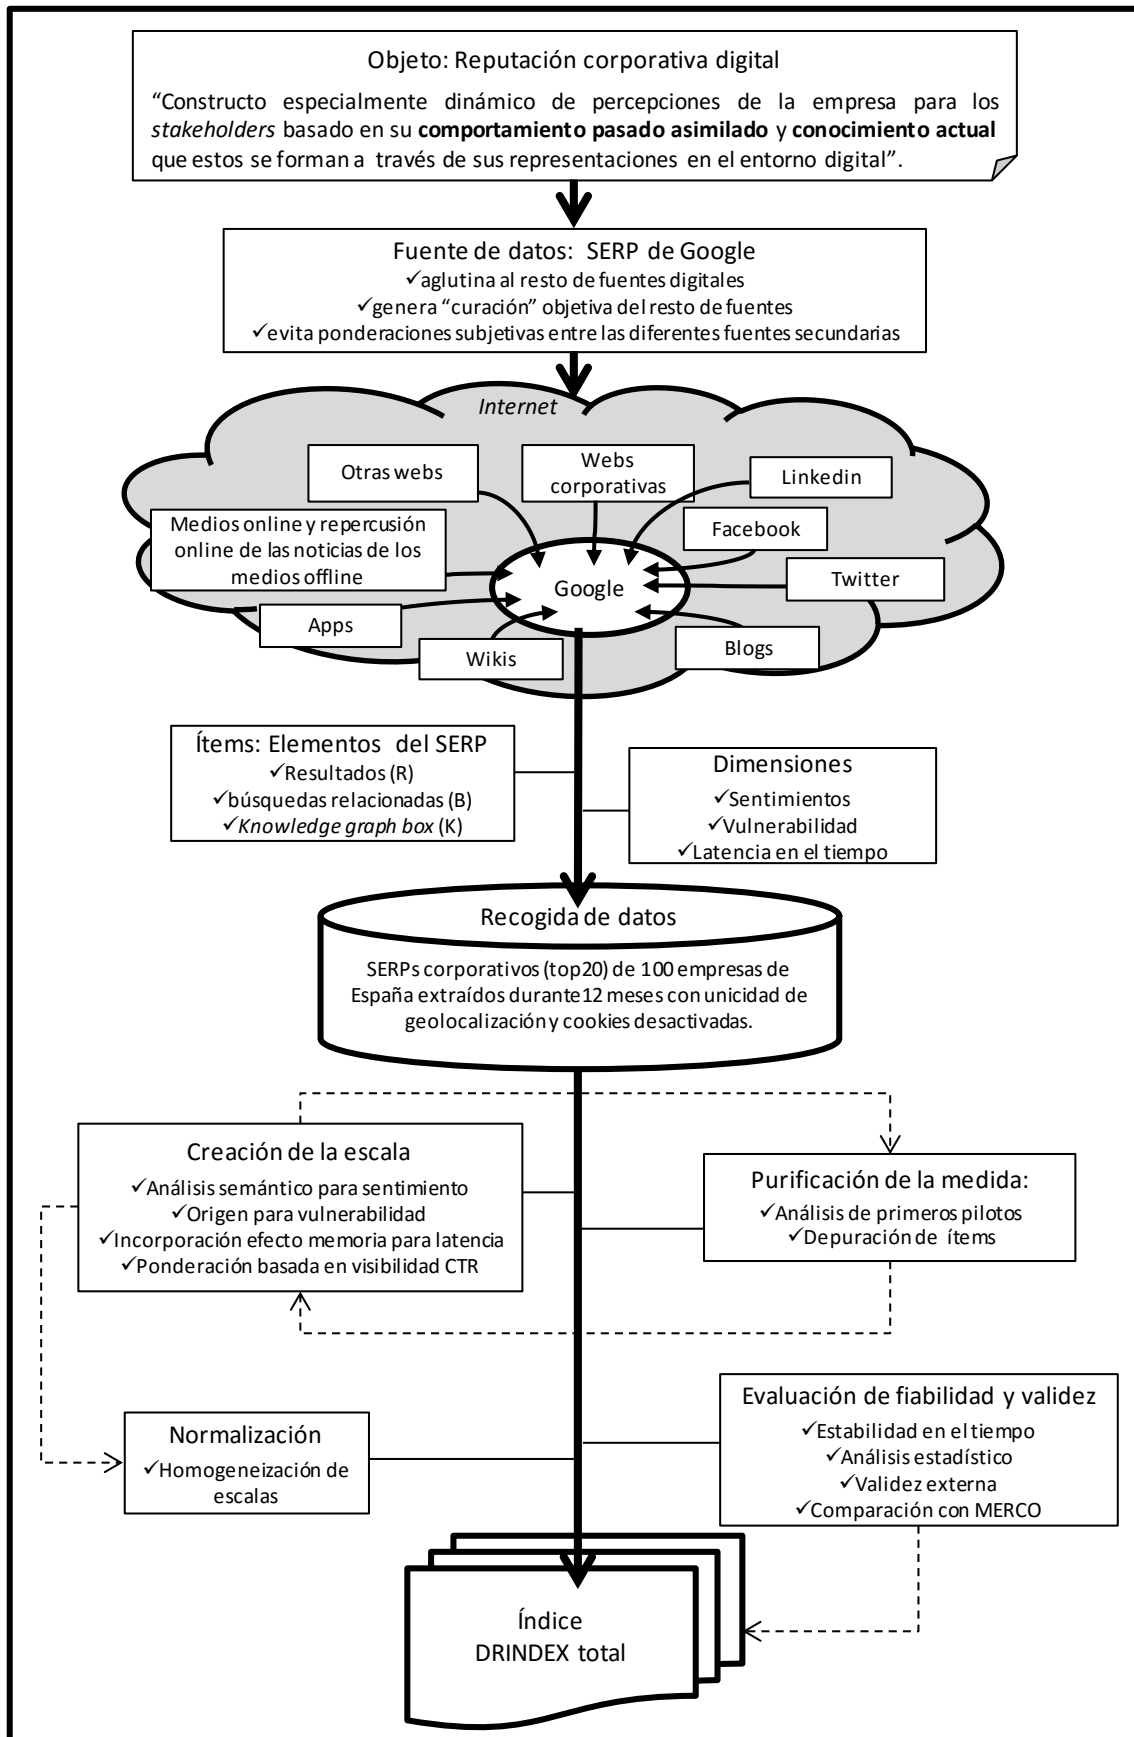 Objeto: Reputación corporativa digital
“Constructo especialmente dinámico de percepciones de la empresa para los
stakeholders basado en su comportamiento pasado asimilado y conocimiento actual
que estos se forman a través de sus representaciones en el entorno digital”.
Fuente de datos: SERP de Google
✓aglutina al resto de fuentes digitales
✓genera “curación” objetiva del resto de fuentes
✓evita ponderaciones subjetivas entre las diferentes fuentes secundarias
Internet
Otras webs
Webs
corporativas
Linkedin
Medios online y repercusión
online de las noticias de los
medios offline
Facebook
Google
Twitter
Apps
Wikis
Blogs
Ítems: Elementos del SERP
✓Resultados (R)
✓búsquedas relacionadas (B)
✓Knowledge graph box (K)
Dimensiones
✓Sentimientos
✓Vulnerabilidad
✓Latencia en el tiempo
Recogida de datos
SERPs corporativos (top20) de 100 empresas de
España extraídos durante 12 meses con unicidad de
geolocalización y cookies desactivadas.
Creación de la escala
✓Análisis semántico para sentimiento
✓Origen para vulnerabilidad
✓Incorporación efecto memoria para latencia
✓Ponderación basada en visibilidad CTR
Purificación de la medida:
✓Análisis de primeros pilotos
✓Depuración de ítems
Normalización
✓Homogeneización de
escalas
Evaluación de fiabilidad y validez
✓Estabilidad en el tiempo
✓Análisis estadístico
✓Validez externa
✓Comparación con MERCO
Índice
DRINDEX total